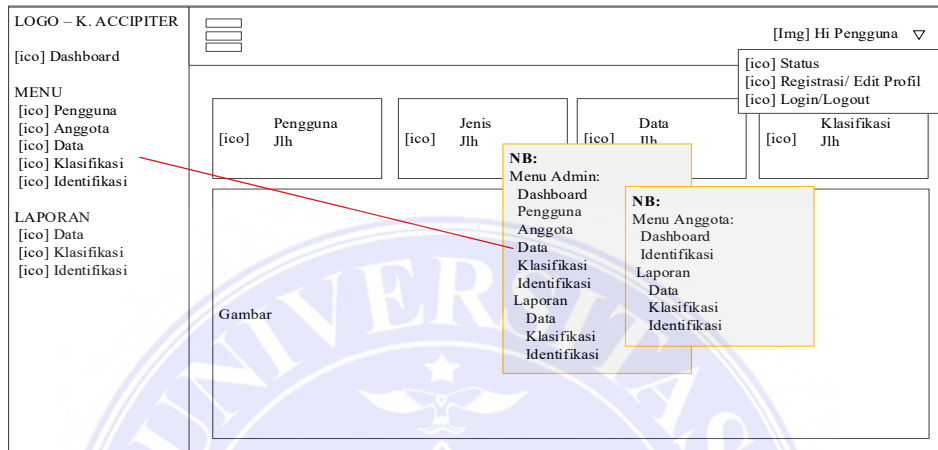 LOGO – K. ACCIPITER
[ico] Dashboard
MENU
[ico] Pengguna
[ico] Anggota
[ico] Data
[ico] Klasifikasi
[ico] Identifikasi
LAPORAN
[ico] Data
[ico] Klasifikasi
[ico] Identifikasi
[Img] Hi Pengguna
[ico] Status
[ico] Registrasi/ Edit Profil
[ico] Login/Logout
Pengguna
[ico] Jlh
Jenis
[ico] Jlh
Data
[ico] Jlh
Klasifikasi
[ico] Jlh
Gambar
NB:
Menu Admin:
Dashboard
Pengguna
Anggota
Data
Klasifikasi
Identifikasi
Laporan
Data
Klasifikasi
Identifikasi
NB:
Menu Anggota:
Dashboard
Identifikasi
Laporan
Data
Klasifikasi
Identifikasi
UNIVERSITAS